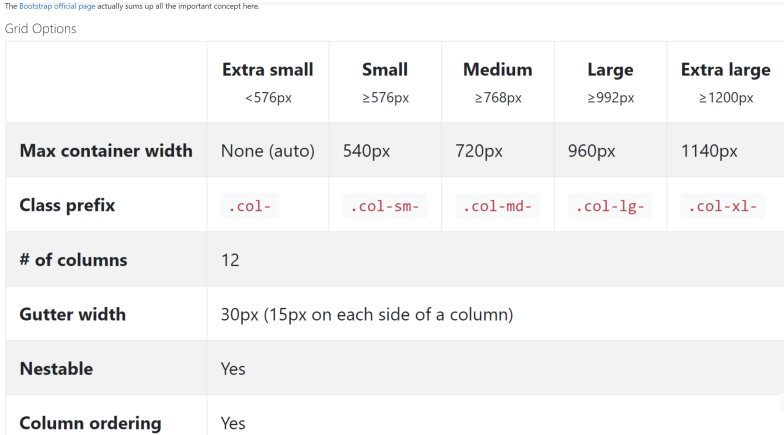 The Bootstrap official page actually sums up all the important concept here.
Grid Options
Extra small Small Medium Large Extra large
<576px ≥576px ≥768px ≥992px ≥1200px
Max container width None (auto) 540px 720px 960px 1140px
Class prefix .col- .col-sm- .col-md- .col-lg- .col-xl-
# of columns 12
Gutter width 30px (15px on each side of a column)
Nestable Yes
Column ordering Yes